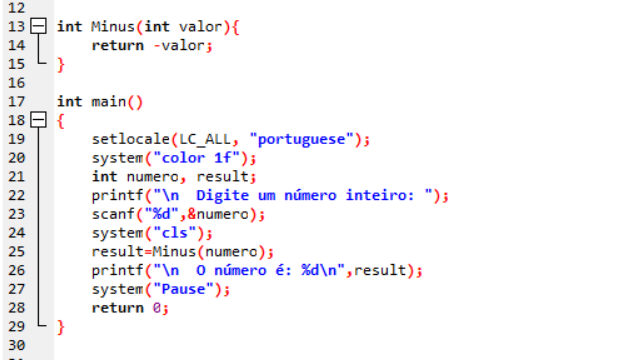 12
13 int Minus(int valor){
14     return -valor;
15 }
16
17 int main()
18 {
19     setlocale(LC_ALL, "portuguese");
20     system("color 1f");
21     int numero, result;
22     printf("\n  Digite um número inteiro: ");
23     scanf("%d",&numero);
24     system("cls");
25     result=Minus(numero);
26     printf("\n  O número é: %d\n",result);
27     system("Pause");
28     return 0;
29 }
30